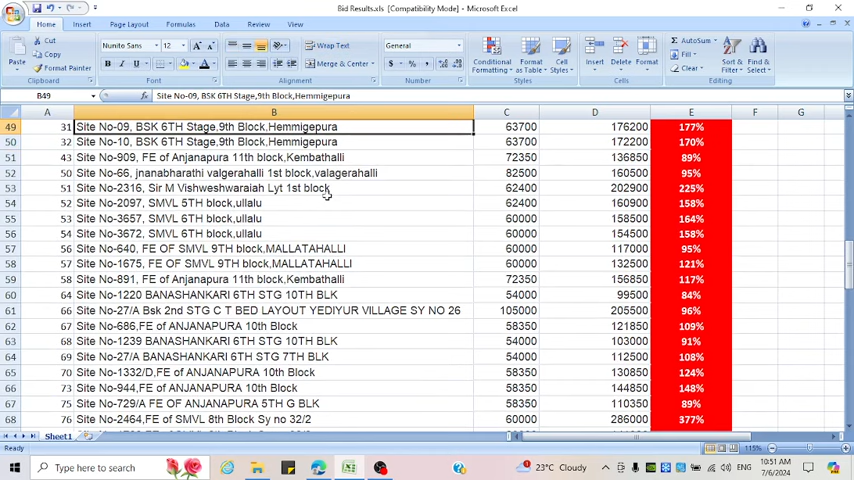 Bid Results.xls [Compatibility Mode] - Microsoft Excel
Home Insert Page Layout Formulas Data Review View
Cut Copy Format Painter Paste Clipboard
Nunito Sans 12 A A B I U A Font
Wrap Text Merge & Center Alignment
General $ % , Number
Conditional Formatting Format as Table Cell Styles Styles
Insert Delete Format Cells
AutoSum Fill Clear Sort & Filter Find & Select Editing
B49 fx Site No-09, BSK 6TH Stage,9th Block,Hemmigepura
A B C D E F G
49 31 Site No-09, BSK 6TH Stage,9th Block,Hemmigepura 63700 176200 177%
50 32 Site No-10, BSK 6TH Stage,9th Block,Hemmigepura 63700 172200 170%
51 43 Site No-909, FE of Anjanapura 11th block,Kembathalli 72350 136850 89%
52 50 Site No-66, jnanabharathi valgerahalli 1st block,valagerahalli 82500 160500 95%
53 51 Site No-2316, Sir M Vishweshwaraiah Lyt 1st block 62400 202900 225%
54 52 Site No-2097, SMVL 5TH block,ullalu 62400 160900 158%
55 53 Site No-3657, SMVL 6TH block,ullalu 60000 158500 164%
56 54 Site No-3672, SMVL 6TH block,ullalu 60000 154500 158%
57 56 Site No-640, FE OF SMVL 9TH block,MALLATAHALLI 60000 117000 95%
58 57 Site No-1675, FE OF SMVL 9TH block,MALLATAHALLI 60000 132500 121%
59 58 Site No-891, FE of Anjanapura 11th block,Kembathalli 72350 156850 117%
60 64 Site No-1220 BANASHANKARI 6TH STG 10TH BLK 54000 99500 84%
61 66 Site No-27/A Bsk 2nd STG C T BED LAYOUT YEDIYUR VILLAGE SY NO 26 105000 205500 96%
62 67 Site No-686,FE of ANJANAPURA 10th Block 58350 121850 109%
63 68 Site No-1239 BANASHANKARI 6TH STG 10TH BLK 54000 103000 91%
64 69 Site No-27/A BANASHANKARI 6TH STG 7TH BLK 54000 112500 108%
65 70 Site No-1332/D,FE of ANJANAPURA 10th Block 58350 130850 124%
66 73 Site No-944,FE of ANJANAPURA 10th Block 58350 144850 148%
67 75 Site No-79,FE of ANJANAPURA 5TH G BLK 58350 110350 89%
68 76 Site No-2464,FE of SMVL 8th Block Sy no 32/2 60000 286000 377%
Sheet1
Ready 115%
Type here to search 23°C Cloudy ENG 10:51 AM 7/6/2024